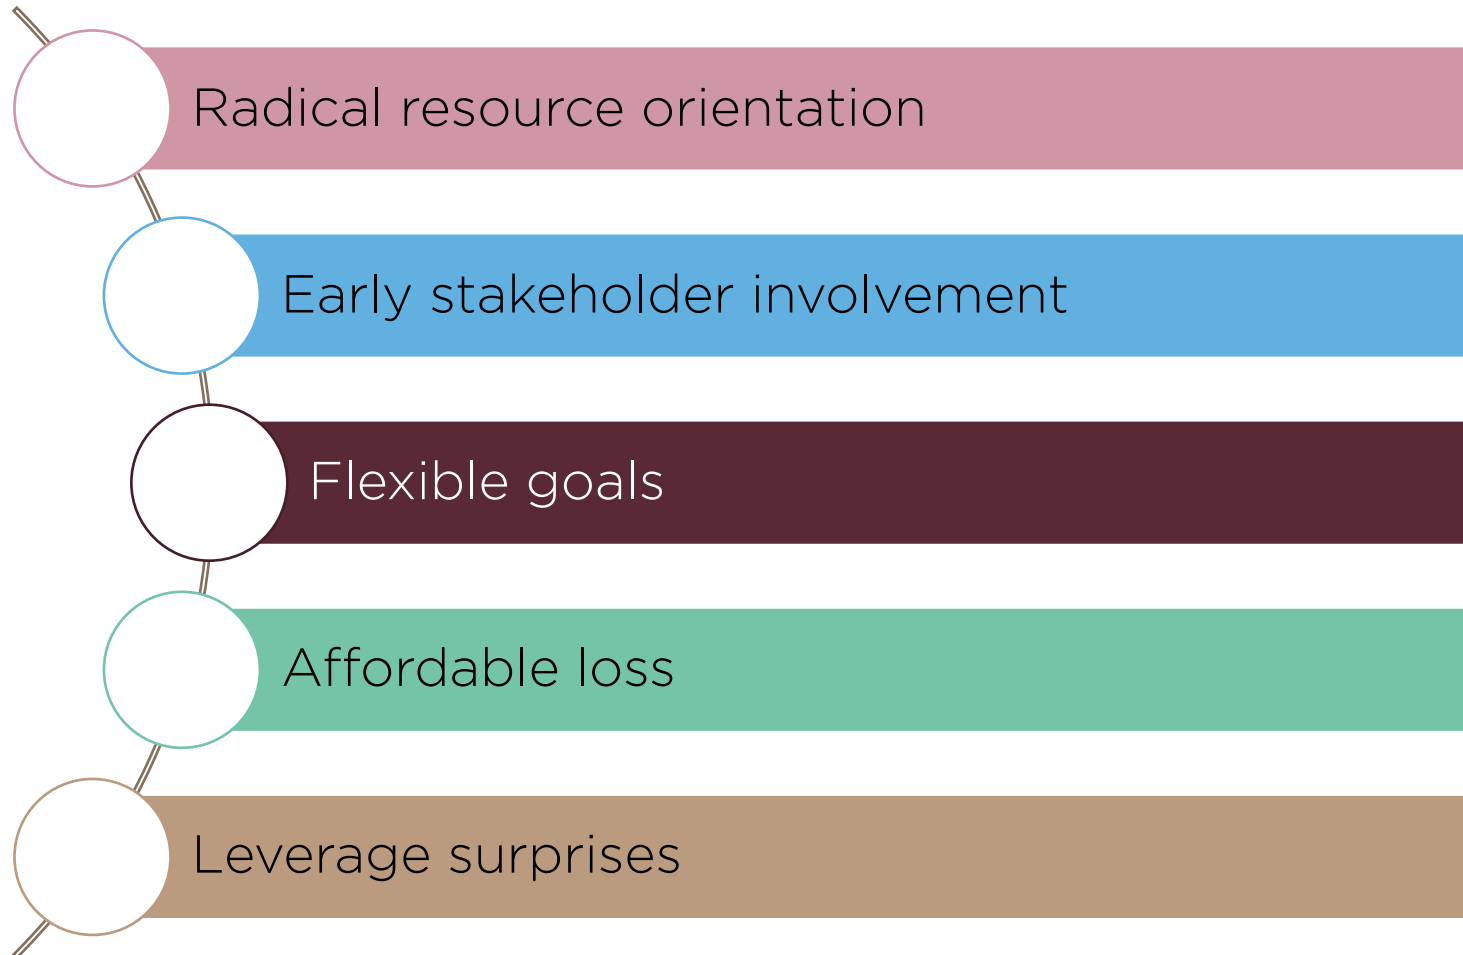 Radical resource orientation
Early stakeholder involvement
Flexible goals
Affordable loss
Leverage surprises